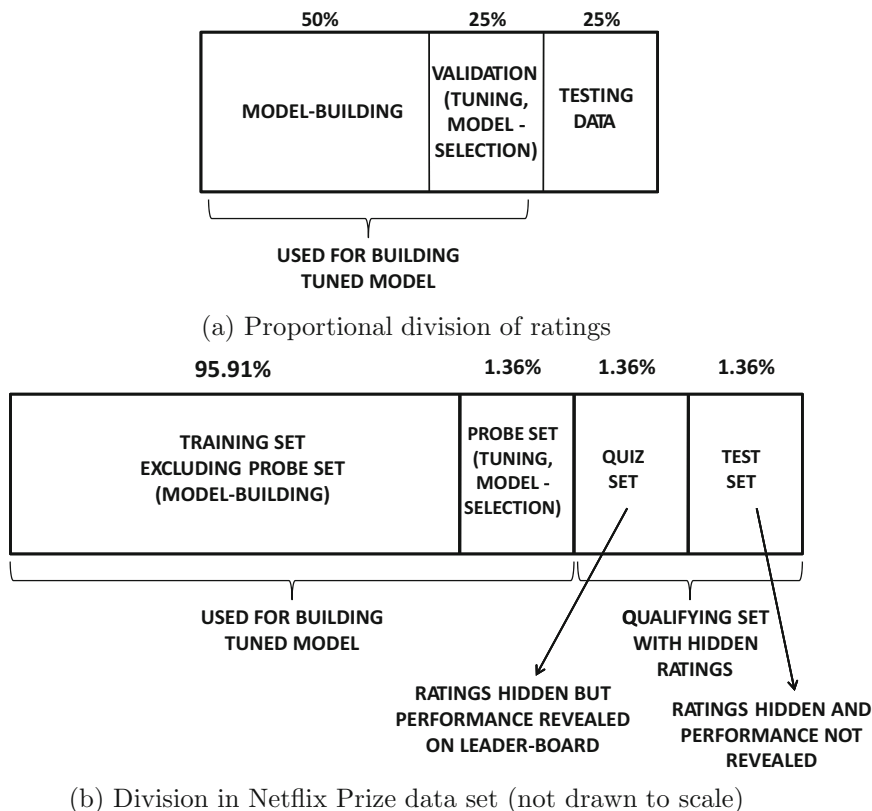 50% 25% 25%
MODEL-BUILDING
VALIDATION
(TUNING,
MODEL -
SELECTION)
TESTING
DATA
USED FOR BUILDING
TUNED MODEL
(a) Proportional division of ratings
95.91% 1.36% 1.36% 1.36%
TRAINING SET
EXCLUDING PROBE SET
(MODEL-BUILDING)
PROBE SET
(TUNING,
MODEL -
SELECTION)
QUIZ
SET
TEST
SET
USED FOR BUILDING
TUNED MODEL
QUALIFYING SET
WITH HIDDEN
RATINGS
RATINGS HIDDEN BUT
PERFORMANCE REVEALED
ON LEADER-BOARD
RATINGS HIDDEN AND
PERFORMANCE NOT
REVEALED
(b) Division in Netflix Prize data set (not drawn to scale)